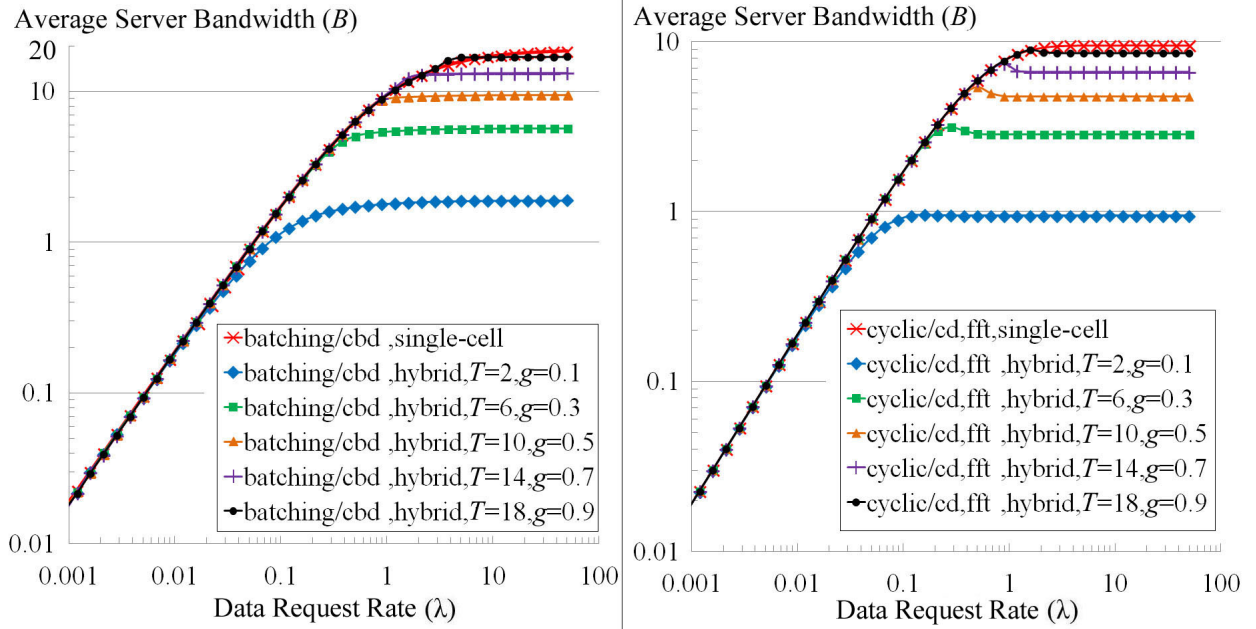 Average Server Bandwidth (B)
20
10
1
0.1
0.01
batching/cbd ,single-cell
batching/cbd ,hybrid,T=2,g=0.1
batching/cbd ,hybrid,T=6,g=0.3
batching/cbd ,hybrid,T=10,g=0.5
batching/cbd ,hybrid,T=14,g=0.7
batching/cbd ,hybrid,T=18,g=0.9
0.001 0.01 0.1 1 10 100
Data Request Rate (λ)
Average Server Bandwidth (B)
10
1
0.1
0.01
cyclic/cd,fft,single-cell
cyclic/cd,fft ,hybrid,T=2,g=0.1
cyclic/cd,fft ,hybrid,T=6,g=0.3
cyclic/cd,fft ,hybrid,T=10,g=0.5
cyclic/cd,fft ,hybrid,T=14,g=0.7
cyclic/cd,fft ,hybrid,T=18,g=0.9
0.001 0.01 0.1 1 10 100
Data Request Rate (λ)